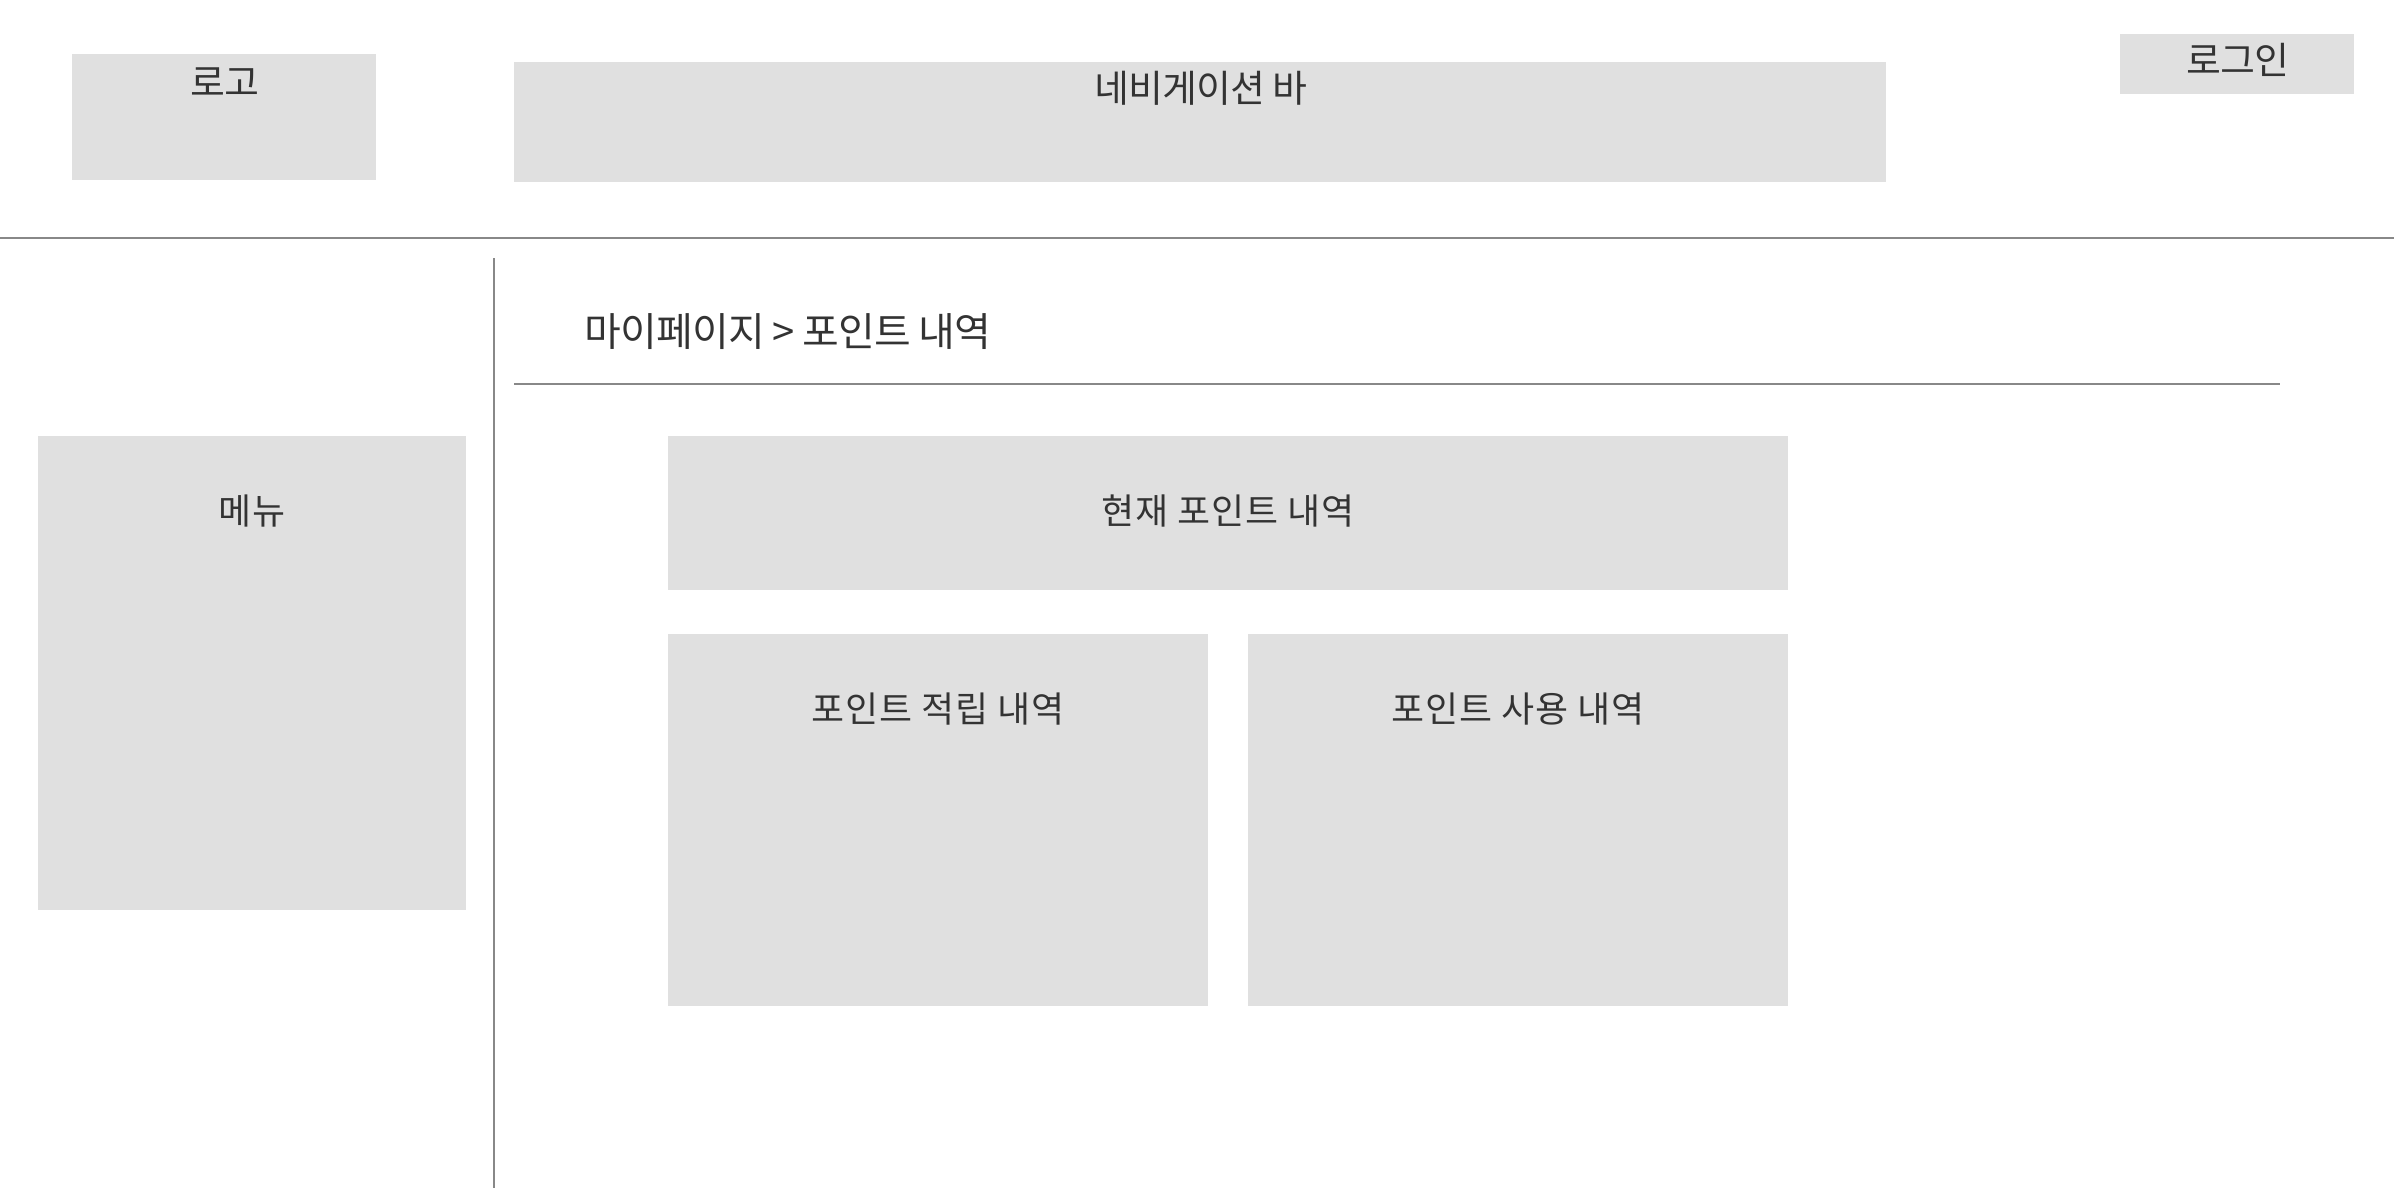 로고
네비게이션 바
로그인
마이페이지 > 포인트 내역
메뉴
현재 포인트 내역
포인트 적립 내역
포인트 사용 내역